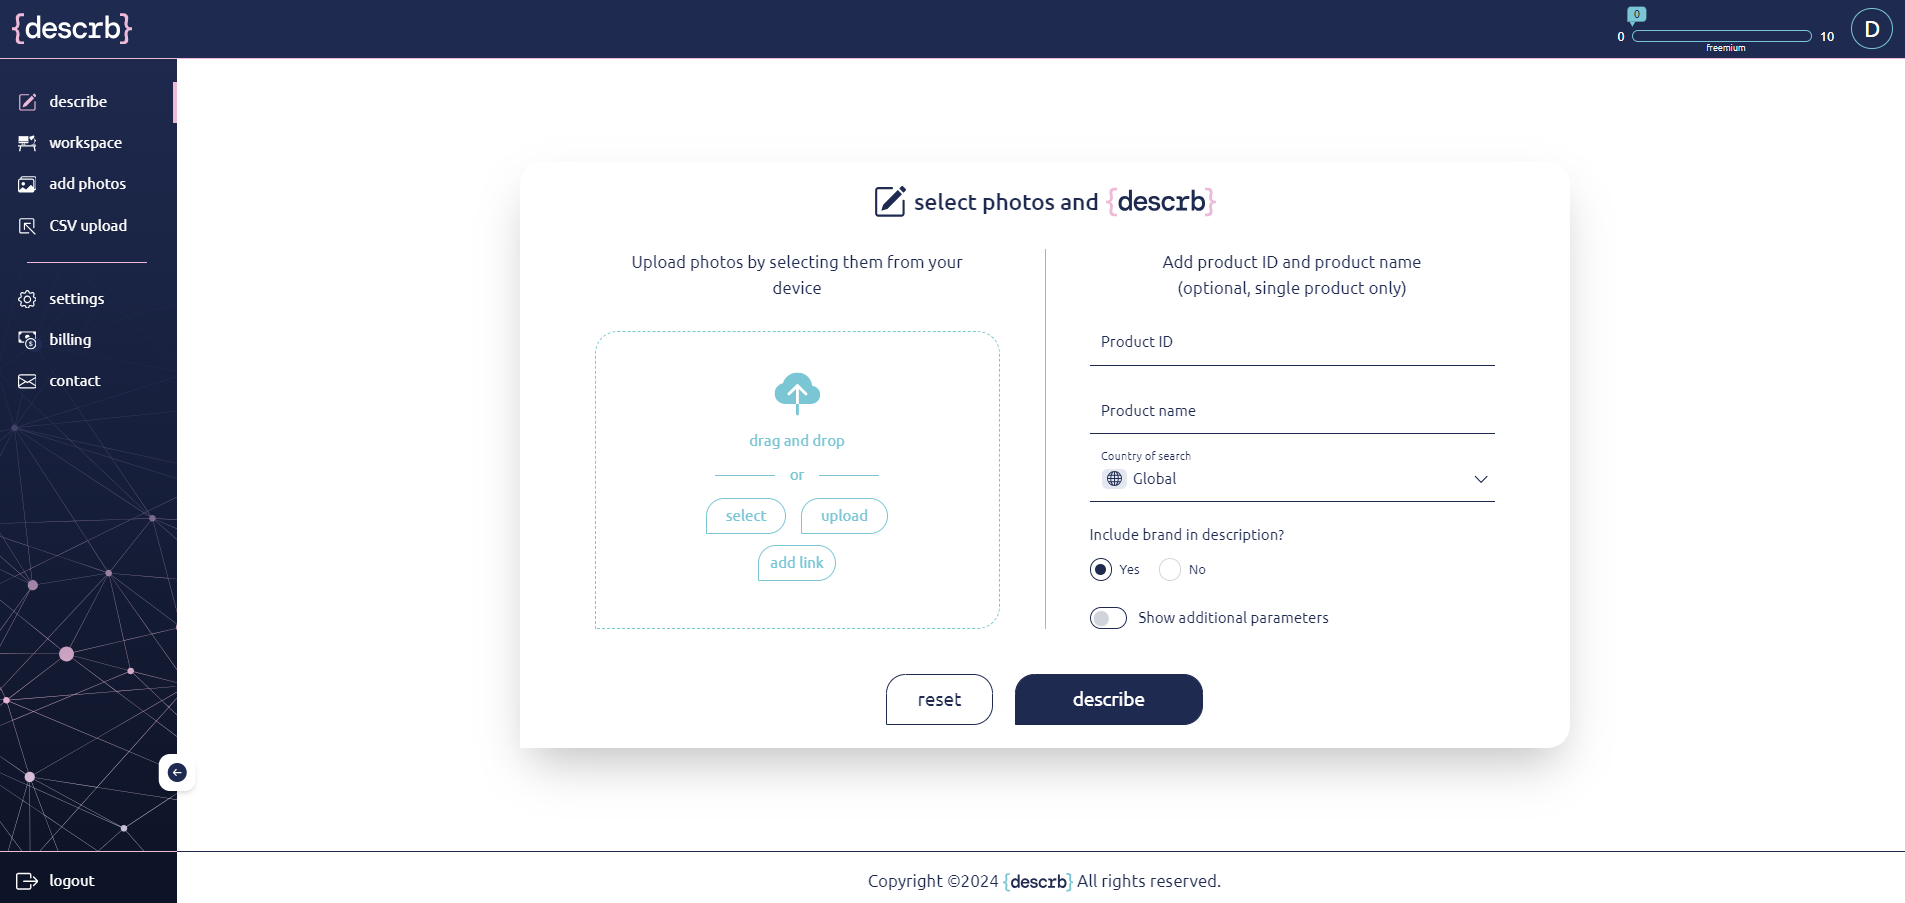 {descrb}
0
0
10
freemium
D
describe
workspace
add photos
CSV upload
settings
billing
contact
logout
select photos and {descrb}
Upload photos by selecting them from your
device
drag and drop
or
select
upload
add link
Add product ID and product name
(optional, single product only)
Product ID
Product name
Country of search
Global
Include brand in description?
Yes
No
Show additional parameters
reset
describe
Copyright ©2024 {descrb} All rights reserved.